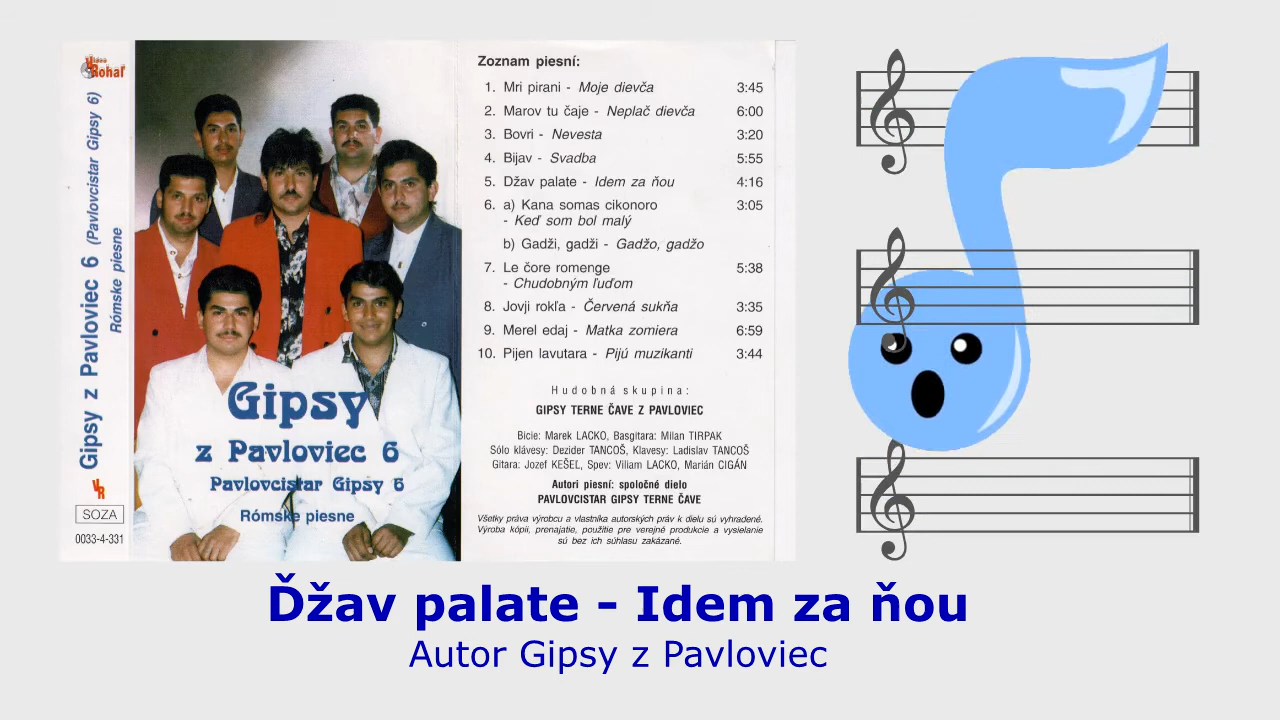 Video
Rohaľ
Gipsy z Pavloviec 6 (Pavlovcistar Gipsy 6)
Rómske piesne
VR
SOZA
0033-4-331
Gipsy
z Pavloviec 6
Pavlovcistar Gipsy 6
Rómske piesne
Zoznam piesní:
1. Mri pirani - Moje dievča 3:45
2. Marov tu čaje - Neplač dievča 6:00
3. Bovri - Nevesta 3:20
4. Bijav - Svadba 5:55
5. Džav palate - Idem za ňou 4:16
6. a) Kana somas cikonoro 3:05
- Keď som bol malý
b) Gadži, gadži - Gadžo, gadžo
7. Le čore romenge 5:38
- Chudobným ľuďom
8. Jovji rokľa - Červená sukňa 3:35
9. Merel edaj - Matka zomiera 6:59
10. Pijen lavutara - Pijú muzikanti 3:44
Hudobná skupina:
GIPSY TERNE ČAVE Z PAVLOVIEC
Bicie: Marek LACKO, Basgitara: Milan TIRPAK
Sólo klávesy: Dezider TANCOŠ, Klavesy: Ladislav TANCOŠ
Gitara: Jozef KEŠEĽ, Spev: Viliam LACKO, Marián CIGÁN
Autori piesní: spoločné dielo
PAVLOVCISTAR GIPSY TERNE ČAVE
Všetky práva výrobcu a vlastníka autorských práv k dielu sú vyhradené.
Výroba kópií, prenajatie, použitie pre verejné produkcie a vysielanie
sú bez ich súhlasu zakázané.
Ďžav palate - Idem za ňou
Autor Gipsy z Pavloviec